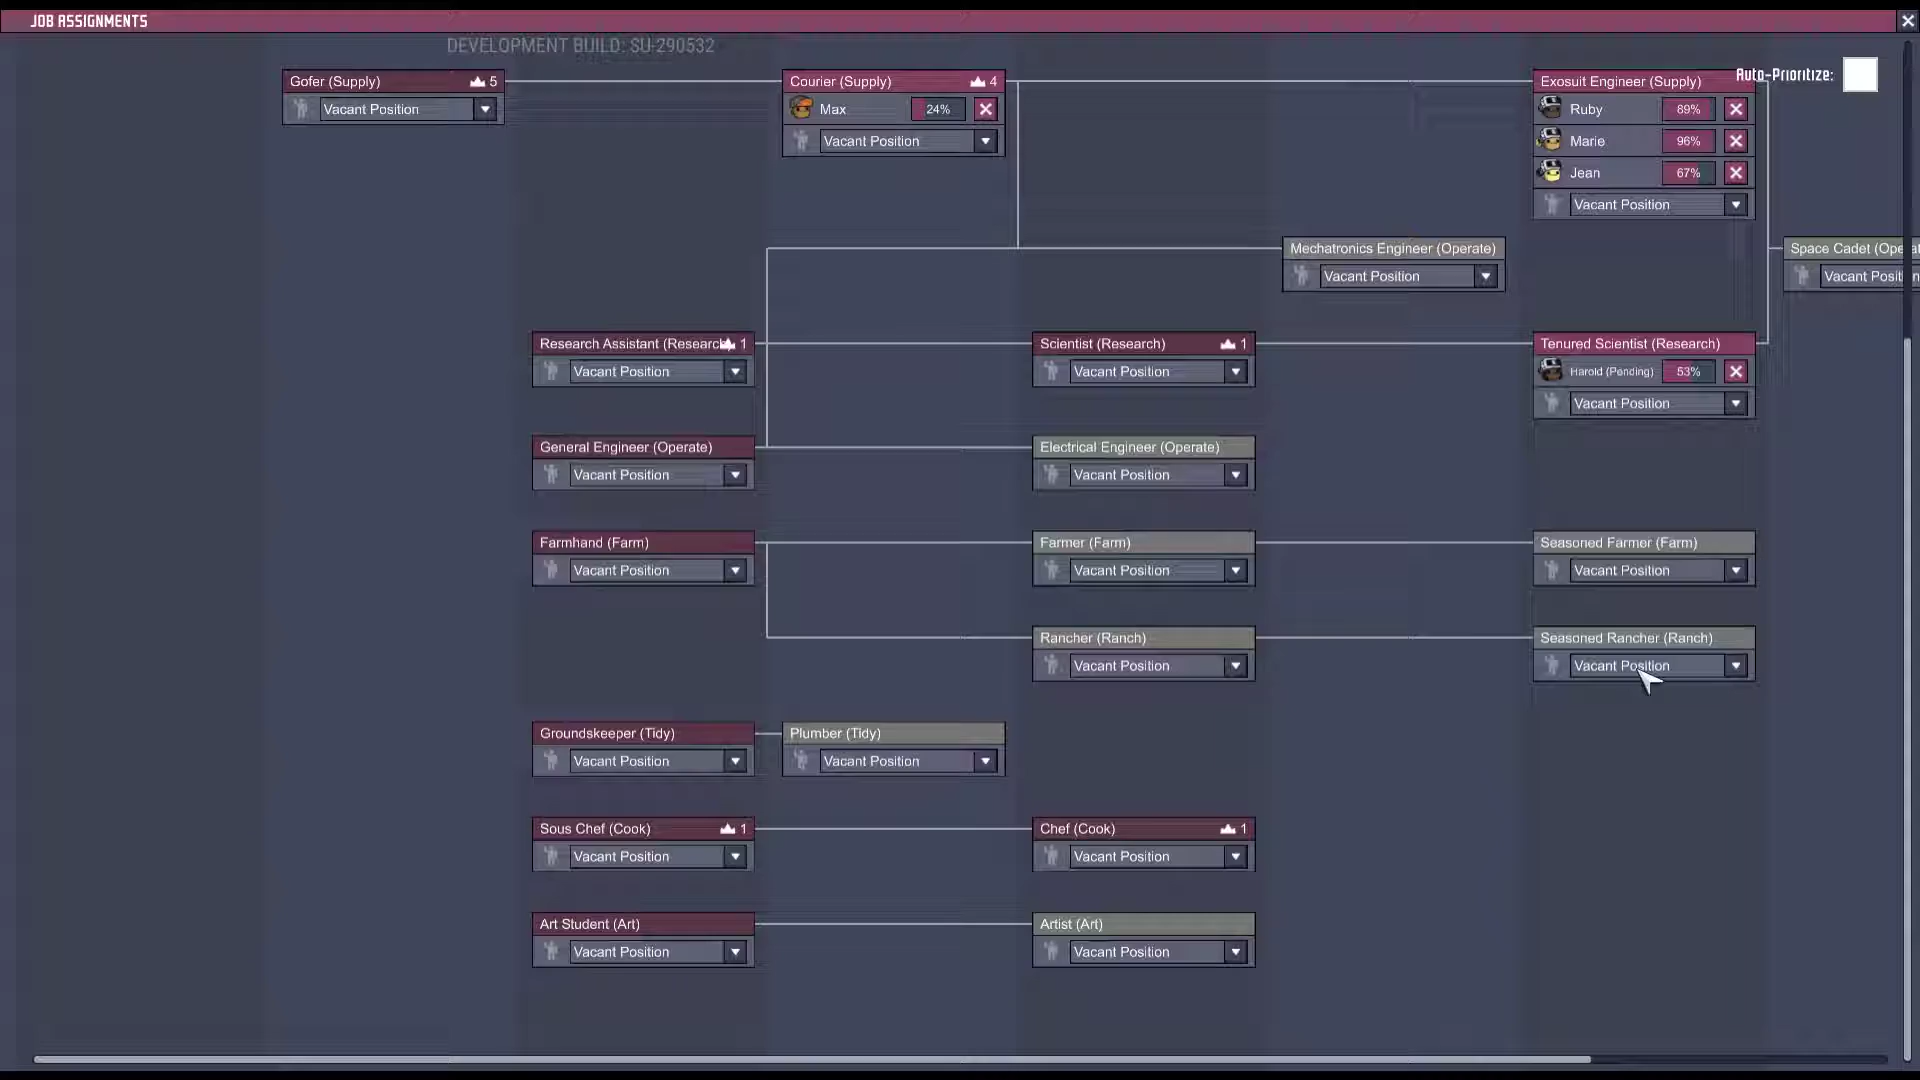 JOB ASSIGNMENTS
DEVELOPMENT BUILD: SU-290532
Auto-Prioritize:
Gofer (Supply) 5
Vacant Position
Courier (Supply) 4
Max 24%
Vacant Position
Exosuit Engineer (Supply)
Ruby 89%
Marie 96%
Jean 67%
Vacant Position
Mechatronics Engineer (Operate)
Vacant Position
Space Cadet (Operat
Vacant Position
Research Assistant (Research 1
Vacant Position
Scientist (Research) 1
Vacant Position
Tenured Scientist (Research)
Harold (Pending) 53%
Vacant Position
General Engineer (Operate)
Vacant Position
Electrical Engineer (Operate)
Vacant Position
Farmhand (Farm)
Vacant Position
Farmer (Farm)
Vacant Position
Seasoned Farmer (Farm)
Vacant Position
Rancher (Ranch)
Vacant Position
Seasoned Rancher (Ranch)
Vacant Position
Groundskeeper (Tidy)
Vacant Position
Plumber (Tidy)
Vacant Position
Sous Chef (Cook) 1
Vacant Position
Chef (Cook) 1
Vacant Position
Art Student (Art)
Vacant Position
Artist (Art)
Vacant Position